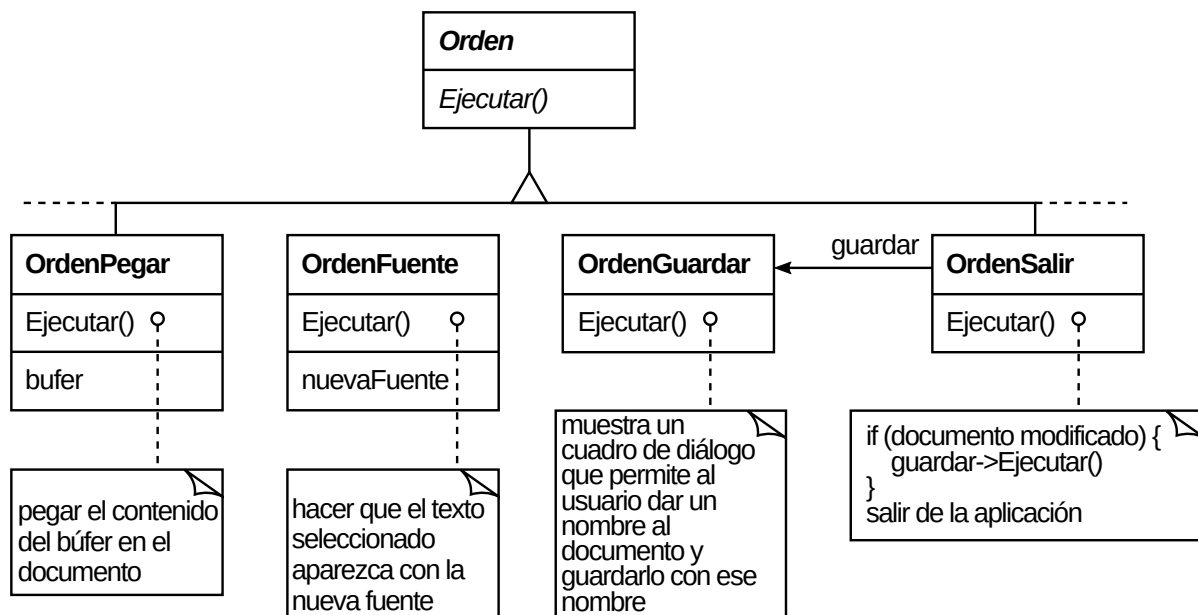 Orden
Ejecutar()
guardar
OrdenPegar
Ejecutar()
bufer
pegar el contenido
del búfer en el
documento
OrdenFuente
Ejecutar()
nuevaFuente
hacer que el texto
seleccionado
aparezca con la
nueva fuente
OrdenGuardar
Ejecutar()
muestra un
cuadro de diálogo
que permite al
usuario dar un
nombre al
documento y
guardarlo con ese
nombre
OrdenSalir
Ejecutar()
if (documento modificado) {
guardar->Ejecutar()
}
salir de la aplicación